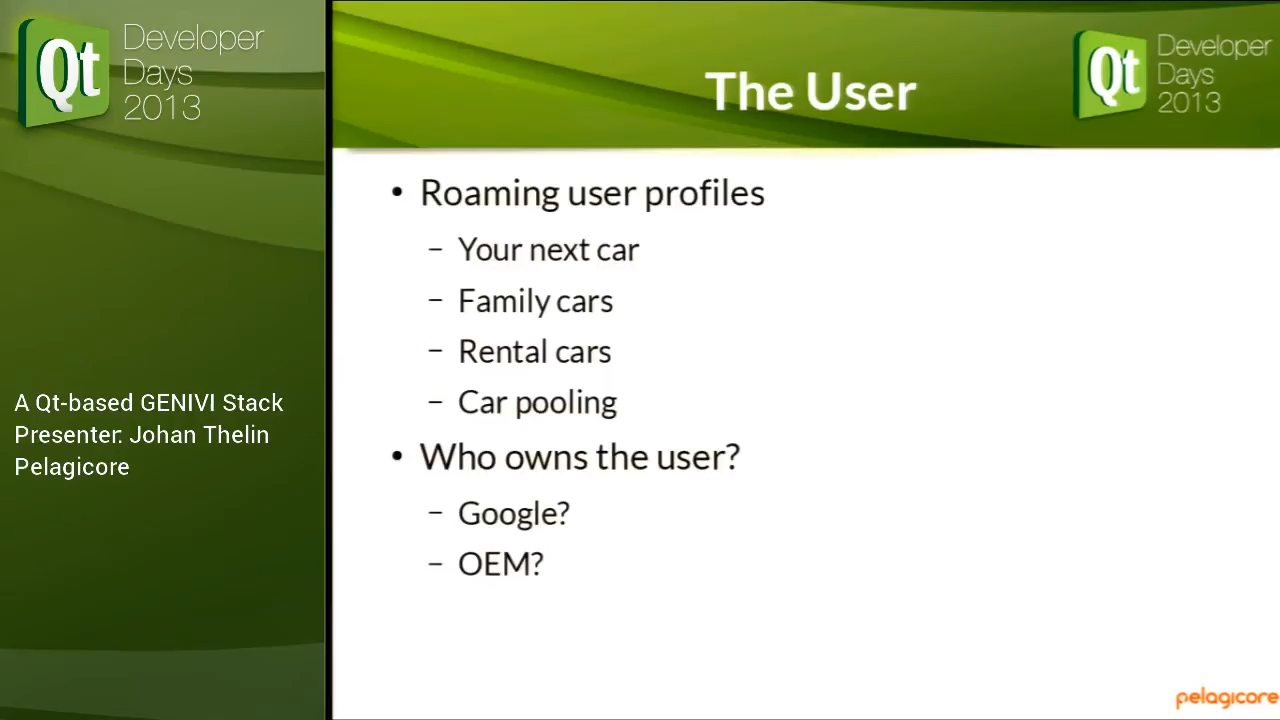 Qt Developer
Days
2013
A Qt-based GENIVI Stack
Presenter: Johan Thelin
Pelagicore
The User
Qt Developer
Days
2013
• Roaming user profiles
– Your next car
– Family cars
– Rental cars
– Car pooling
• Who owns the user?
– Google?
– OEM?
pelagicore